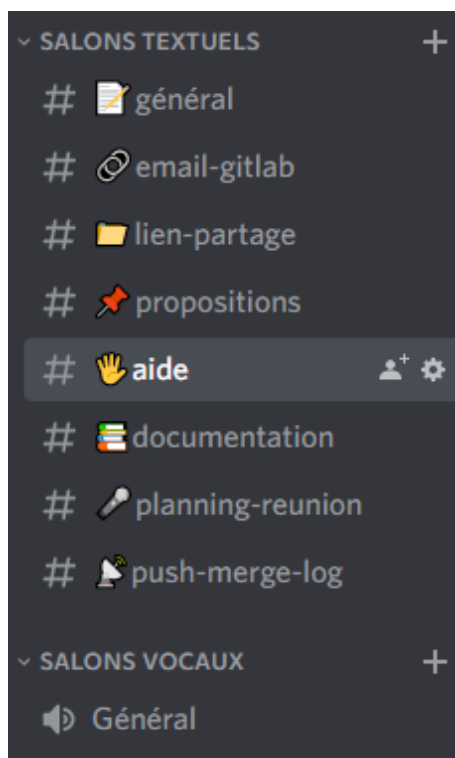 SALONS TEXTUELS
# 📝général
# 🔗email-gitlab
# 📁lien-partage
# 📌propositions
# 🖐aide
# 📚documentation
# 🎤planning-reunion
# 📡push-merge-log
SALONS VOCAUX
Général